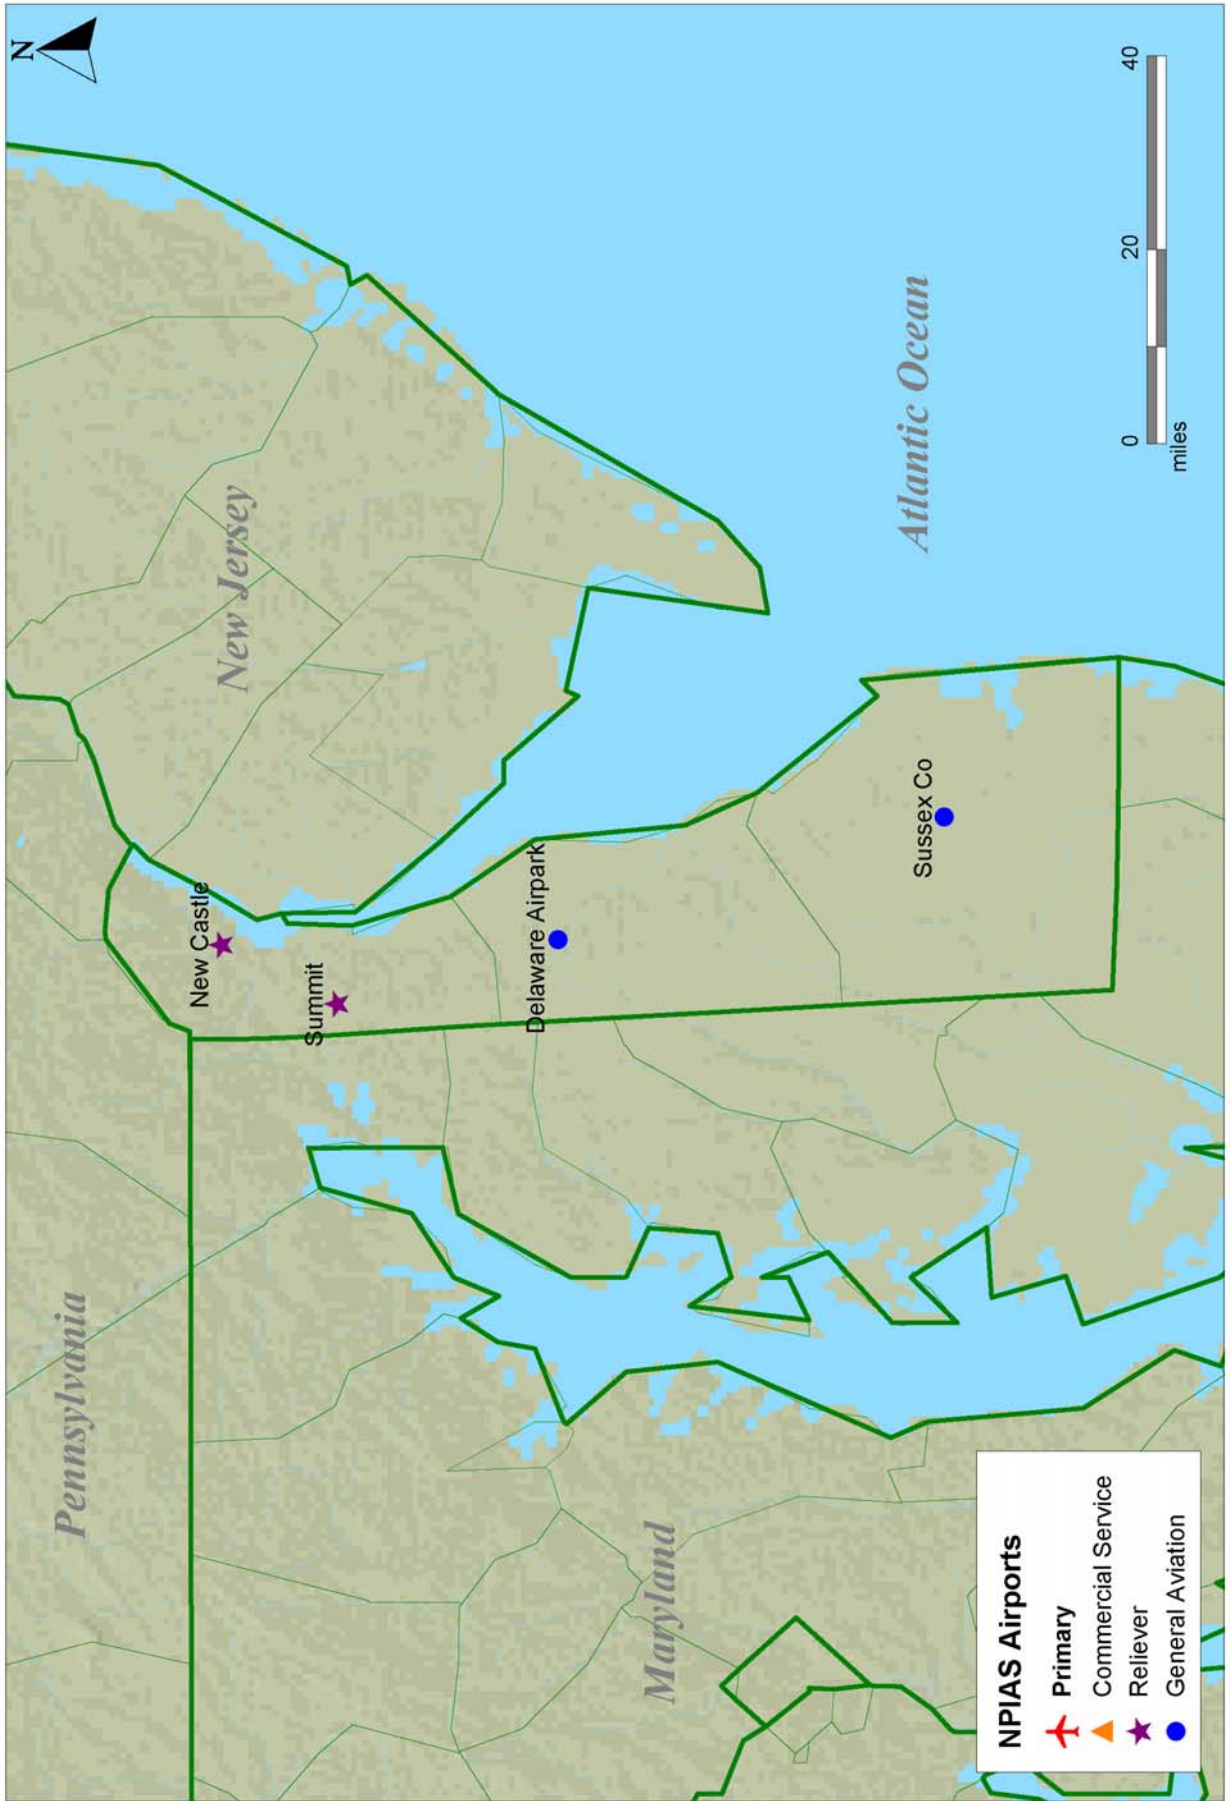 N
Pennsylvania
New Jersey
Maryland
Atlantic Ocean
New Castle
Summit
Delaware Airpark
Sussex Co
NPIAS Airports
Primary
Commercial Service
Reliever
General Aviation
0 20 40
miles